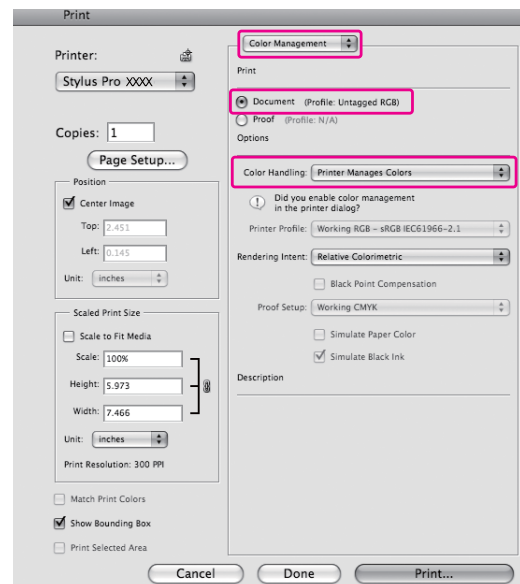 Print
Printer:
Stylus Pro XXXX
Copies: 1
Page Setup...
Position
Center Image
Top: 2.451
Left: 0.145
Unit: inches
Scaled Print Size
Scale to Fit Media
Scale: 100%
Height: 5.973
Width: 7.466
Unit: inches
Print Resolution: 300 PPI
Match Print Colors
Show Bounding Box
Print Selected Area
Color Management
Print
Document (Profile: Untagged RGB)
Proof (Profile: N/A)
Options
Color Handling: Printer Manages Colors
Did you enable color management
in the printer dialog?
Printer Profile: Working RGB - sRGB IEC61966-2.1
Rendering Intent: Relative Colorimetric
Black Point Compensation
Proof Setup: Working CMYK
Simulate Paper Color
Simulate Black Ink
Description
Cancel
Done
Print...